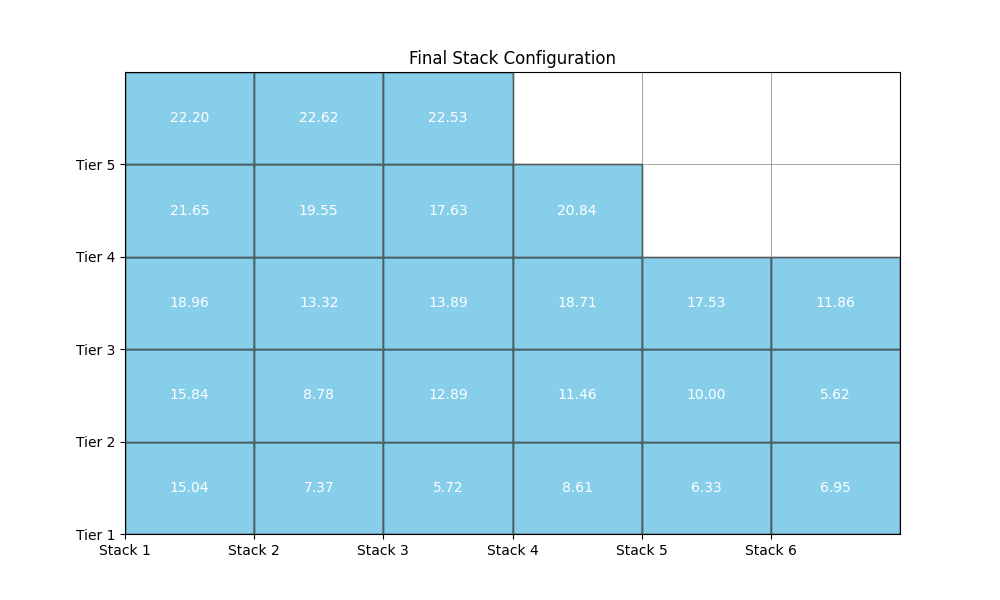 Final Stack Configuration
22.20 22.62 22.53
Tier 5
21.65 19.55 17.63 20.84
Tier 4
18.96 13.32 13.89 18.71 17.53 11.86
Tier 3
15.84 8.78 12.89 11.46 10.00 5.62
Tier 2
15.04 7.37 5.72 8.61 6.33 6.95
Tier 1
Stack 1 Stack 2 Stack 3 Stack 4 Stack 5 Stack 6